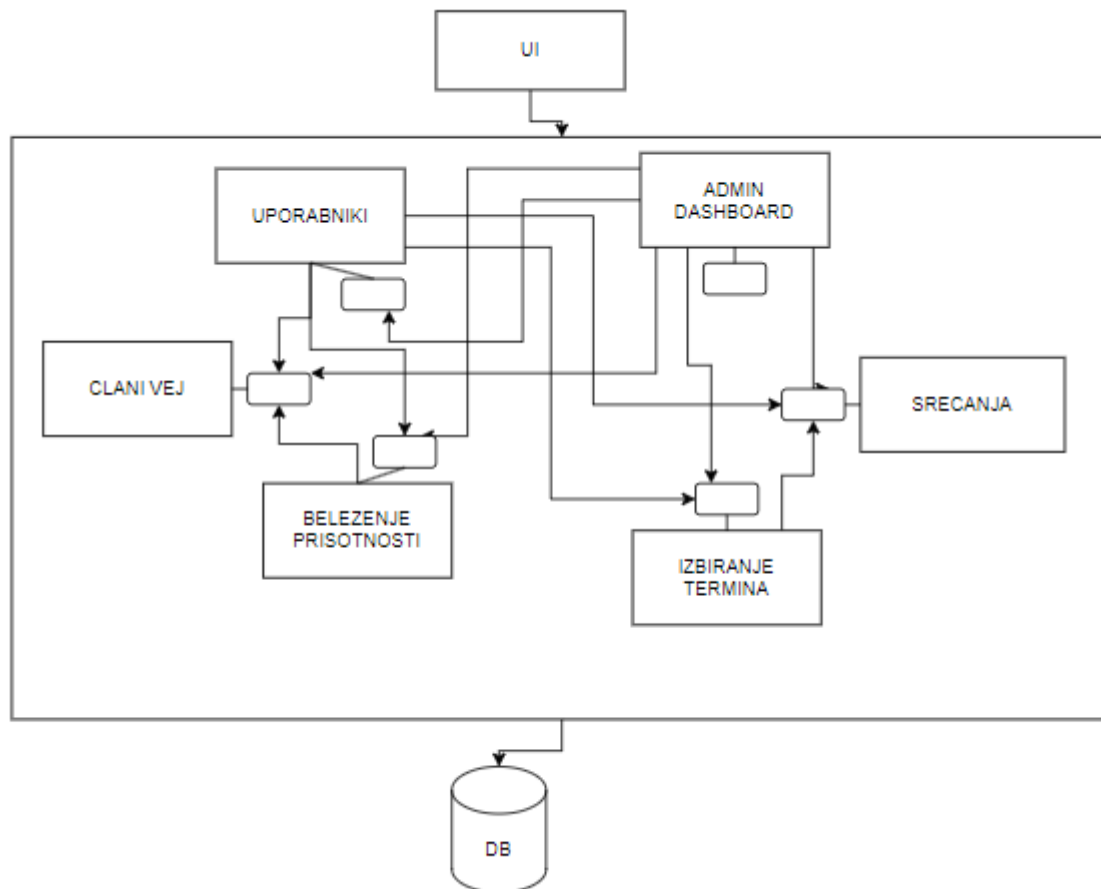 UI
UPORABNIKI
ADMIN
DASHBOARD
CLANI VEJ
SRECANJA
BELEZENJE
PRISOTNOSTI
IZBIRANJE
TERMINA
DB